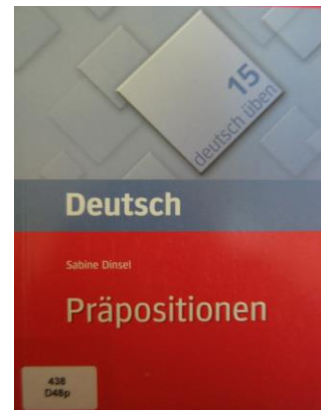 15
deutsch üben
Deutsch
Sabine Dinsel
Präpositionen
438
D48p